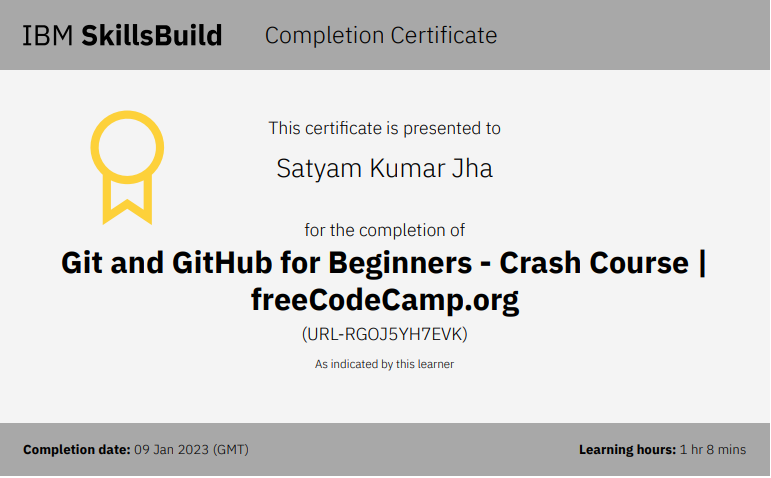 IBM SkillsBuild Completion Certificate
This certificate is presented to
Satyam Kumar Jha
for the completion of
Git and GitHub for Beginners - Crash Course |
freeCodeCamp.org
(URL-RGOJ5YH7EVK)
As indicated by this learner
Completion date: 09 Jan 2023 (GMT) Learning hours: 1 hr 8 mins